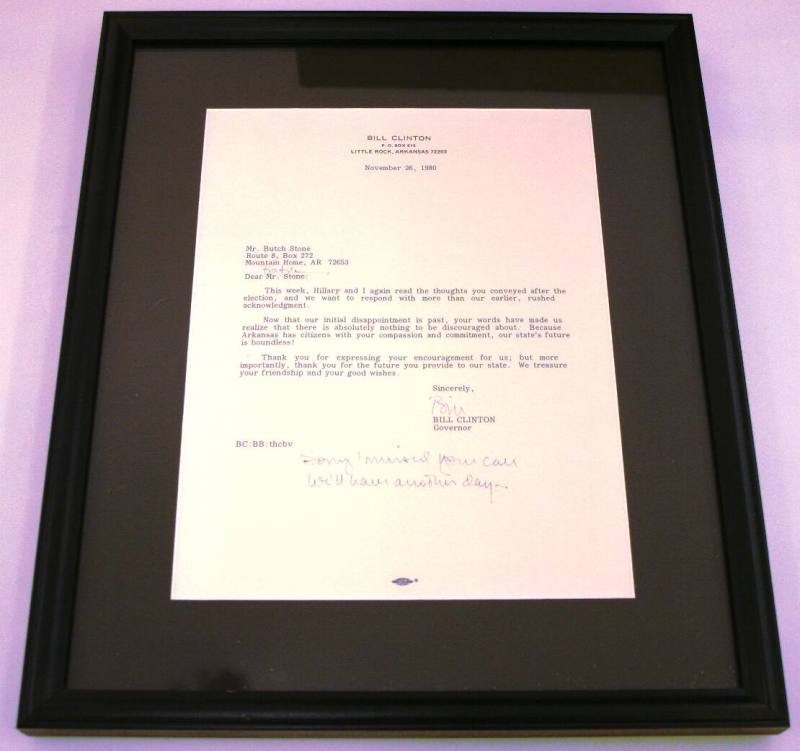 BILL CLINTON
P. O. BOX 615
LITTLE ROCK, ARKANSAS 72203
November 26, 1980
Mr. Butch Stone
Route 8, Box 272
Mountain Home, AR 72653
Dear Mr. Stone:
This week, Hillary and I again read the thoughts you conveyed after the
election, and we want to respond with more than our earlier, rushed
acknowledgment.
Now that our initial disappointment is past, your words have made us
realize that there is absolutely nothing to be discouraged about. Because
Arkansas has citizens with your compassion and commitment, our state's future
is boundless!
Thank you for expressing your encouragement for us; but more
importantly, thank you for the future you provide to our state. We treasure
your friendship and your good wishes.
Sincerely,
Bill
BILL CLINTON
Governor
BC:BB:thcbv
Sorry I missed your call
We'll have another day